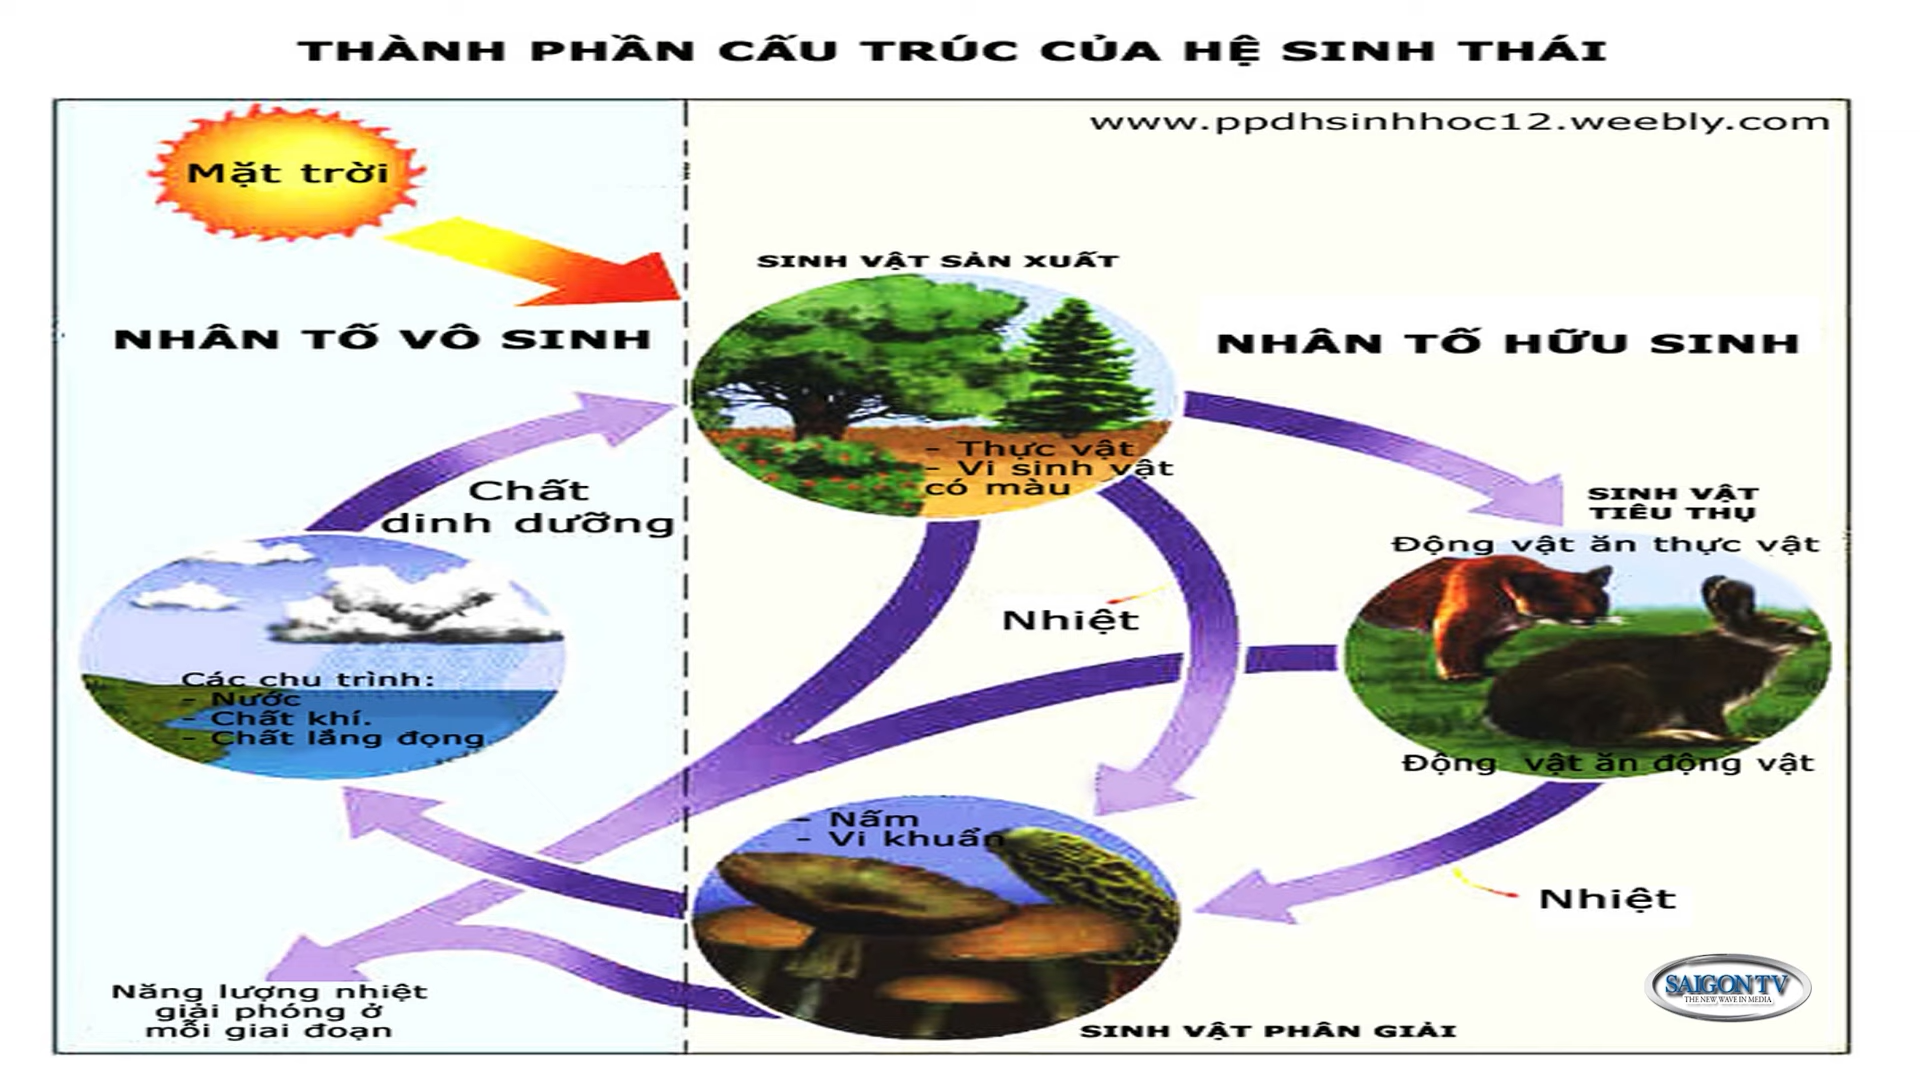 THÀNH PHẦN CẤU TRÚC CỦA HỆ SINH THÁI
www.ppdhsinhhoc12.weebly.com
Mặt trời
SINH VẬT SẢN XUẤT
NHÂN TỐ VÔ SINH
NHÂN TỐ HỮU SINH
- Thực vật
- Vi sinh vật
có màu
Chất
dinh dưỡng
SINH VẬT
TIÊU THỤ
Động vật ăn thực vật
Nhiệt
Các chu trình:
- Nước
- Chất khí.
- Chất lắng đọng
Động vật ăn động vật
- Nấm
- Vi khuẩn
Nhiệt
Năng lượng nhiệt
giải phóng ở
mỗi giai đoạn
SINH VẬT PHÂN GIẢI
SAIGON TV
THE NEW WAVE IN MEDIA